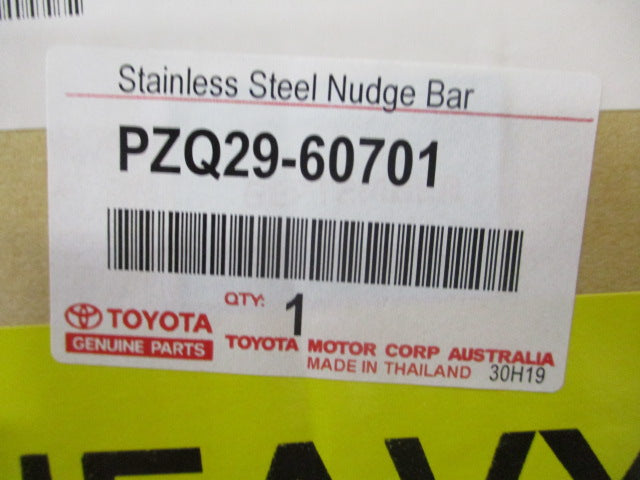 Stainless Steel Nudge Bar
PZQ29-60701
QTY: 1
TOYOTA
GENUINE PARTS
TOYOTA MOTOR CORP AUSTRALIA
MADE IN THAILAND 30H19
HEAVY